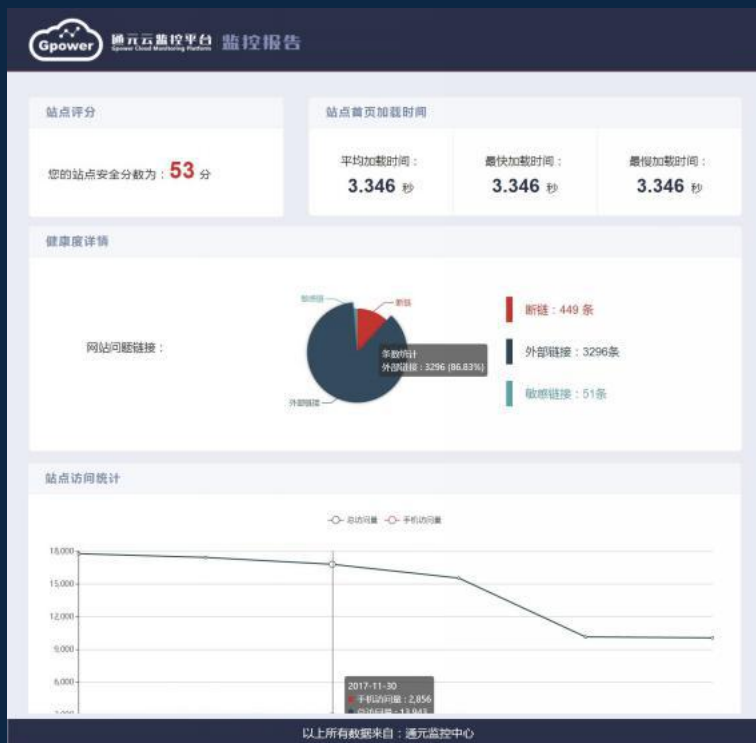 Gpower
通元云监控平台
Gpower Cloud Monitoring Platform
监控报告
站点评分
您的站点安全分数为：53 分
站点首页加载时间
平均加载时间：
3.346 秒
最快加载时间：
3.346 秒
最慢加载时间：
3.346 秒
健康度详情
网站问题链接：
敏感链
断链
外部链接
条数统计
外部链接：3296 (86.83%)
断链：449 条
外部链接：3296条
敏感链接：51条
站点访问统计
总访问量
手机访问量
18,000
15,000
12,000
9,000
6,000
3,000
2017-11-30
手机访问量：2,856
总访问量：13,943
以上所有数据来自：通元监控中心